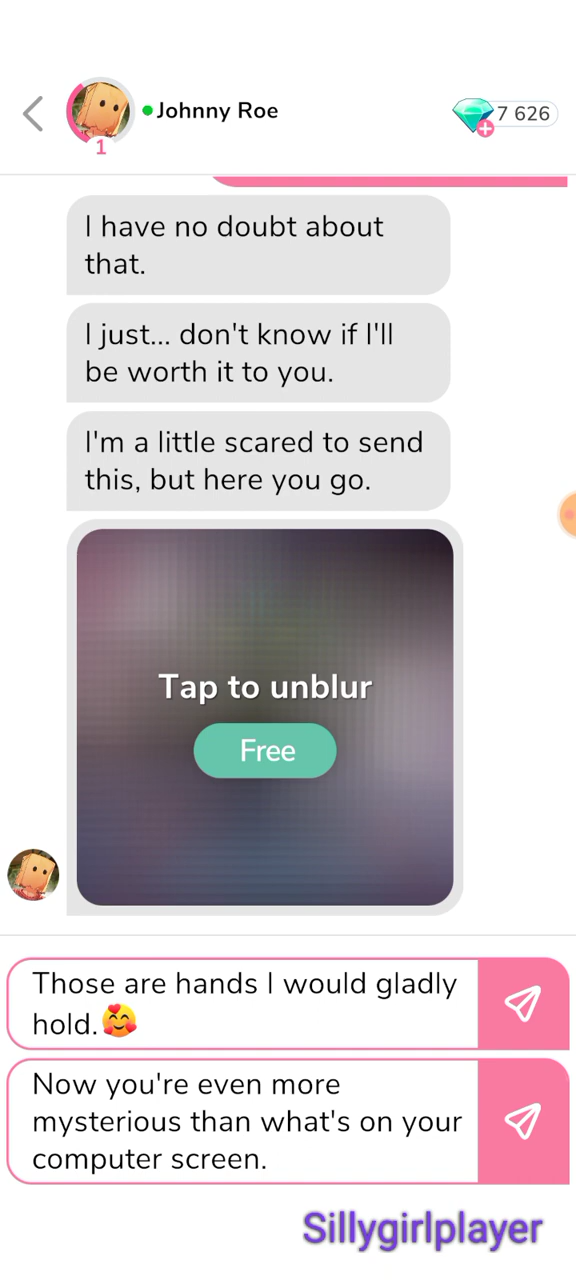 Johnny Roe
7 626
1
I have no doubt about
that.
I just... don't know if I'll
be worth it to you.
I'm a little scared to send
this, but here you go.
Tap to unblur
Free
Those are hands I would gladly
hold.🥰
Now you're even more
mysterious than what's on your
computer screen.
Sillygirlplayer